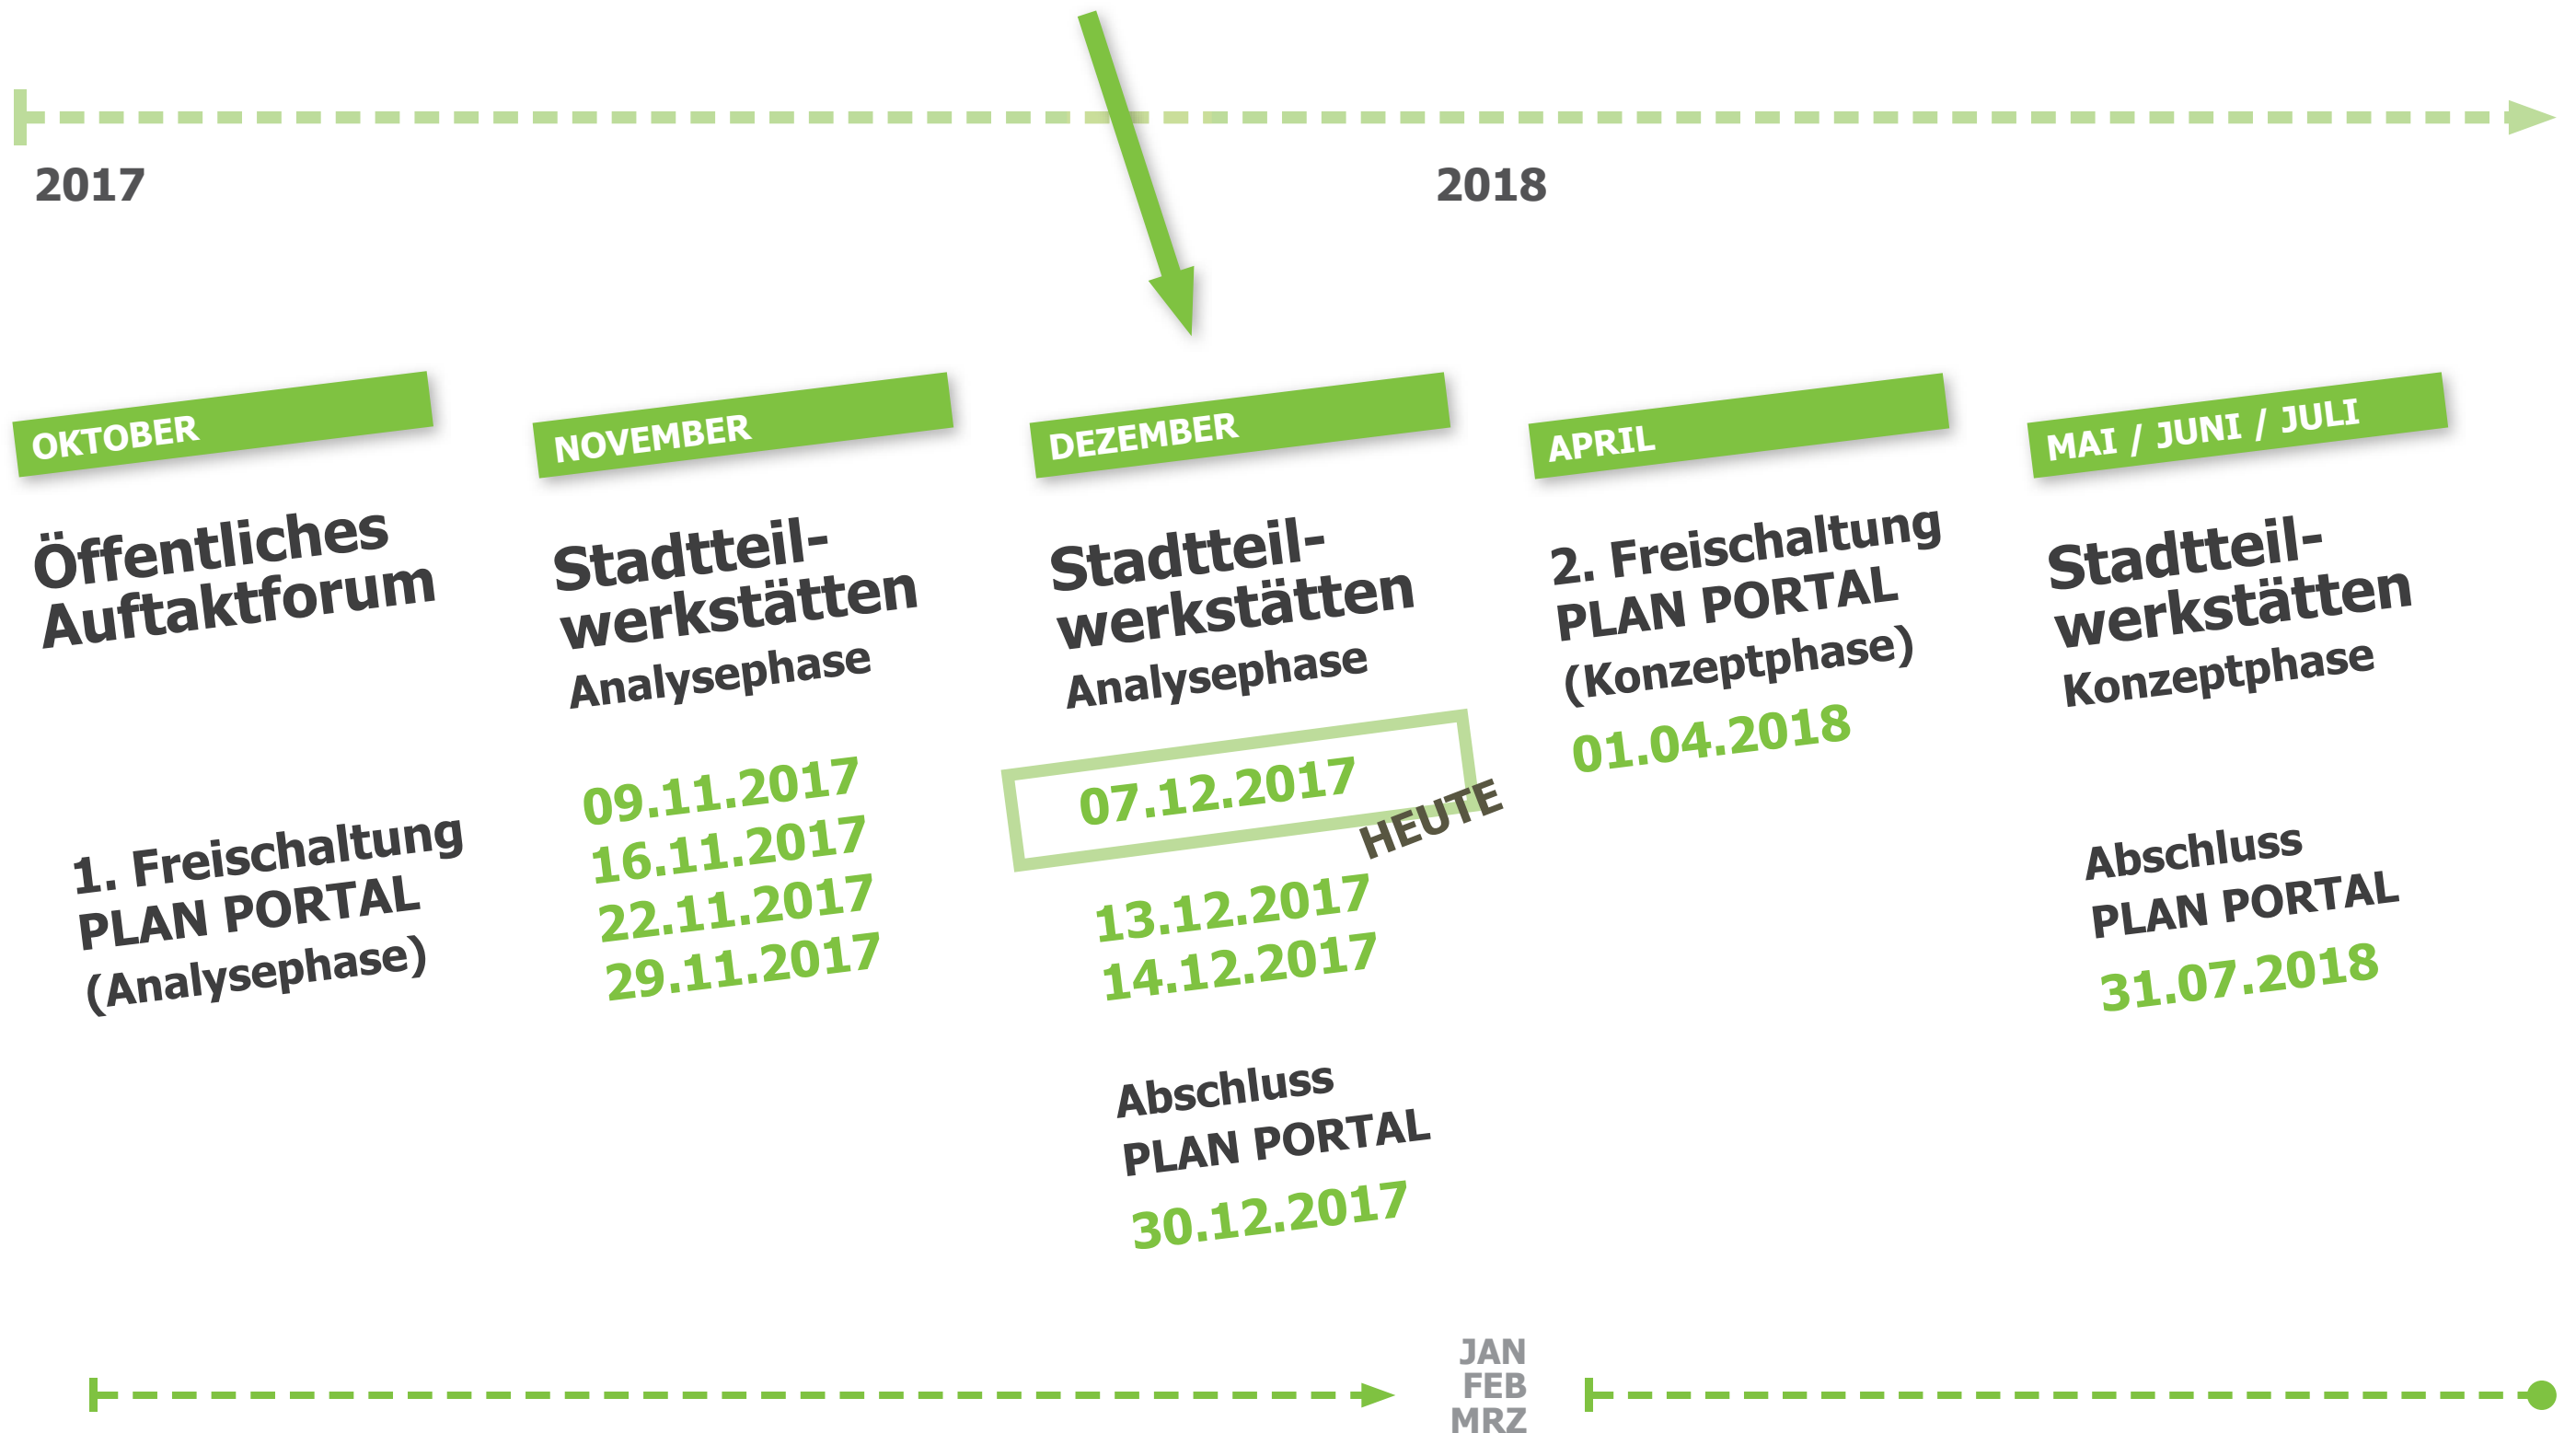 2017
2018
OKTOBER
Öffentliches
Auftaktforum
1. Freischaltung
PLAN PORTAL
(Analysephase)
NOVEMBER
Stadtteil-
werkstätten
Analysephase
09.11.2017
16.11.2017
22.11.2017
29.11.2017
DEZEMBER
Stadtteil-
werkstätten
Analysephase
07.12.2017
HEUTE
13.12.2017
14.12.2017
Abschluss
PLAN PORTAL
30.12.2017
APRIL
2. Freischaltung
PLAN PORTAL
(Konzeptphase)
01.04.2018
MAI / JUNI / JULI
Stadtteil-
werkstätten
Konzeptphase
Abschluss
PLAN PORTAL
31.07.2018
JAN
FEB
MRZ